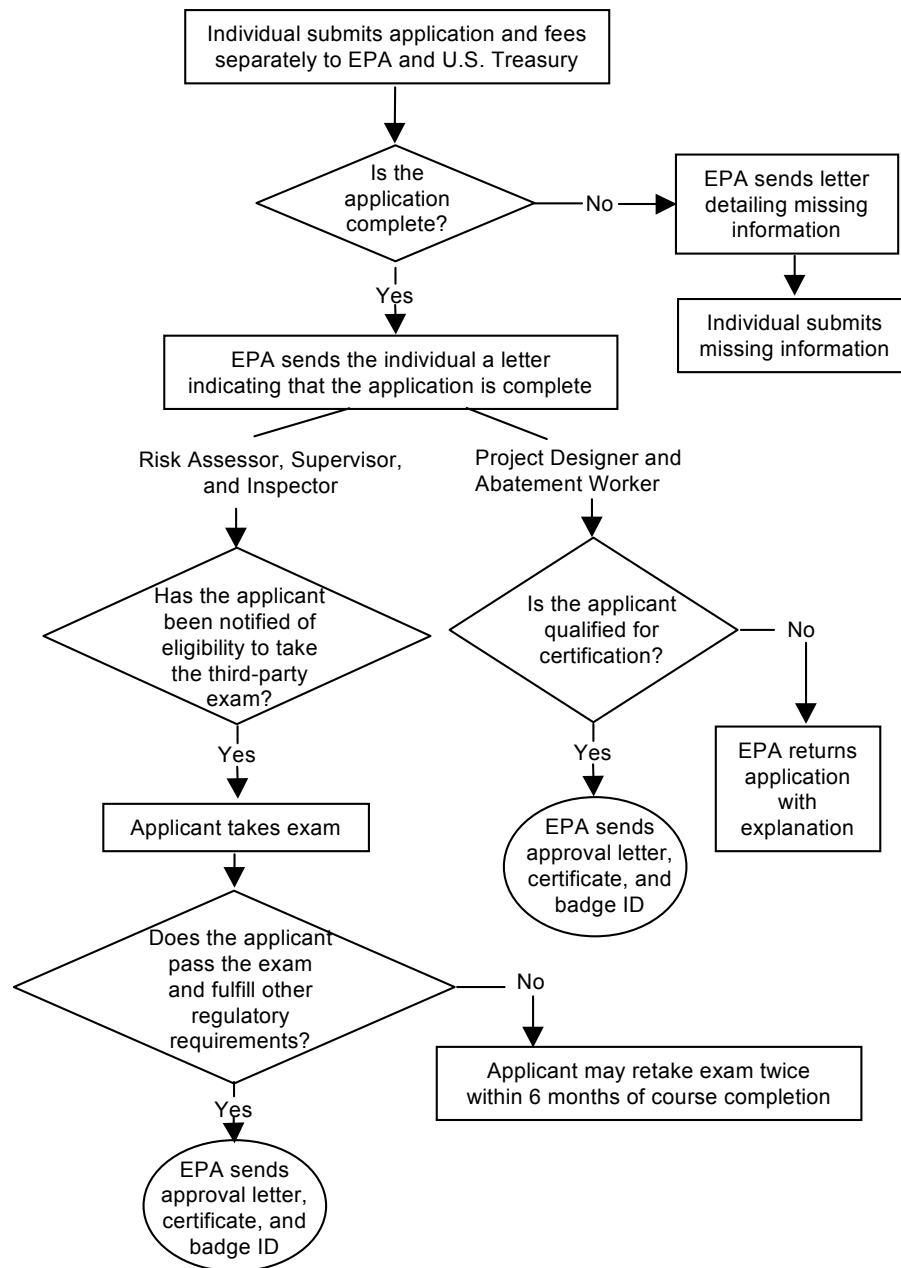 Individual submits application and fees
separately to EPA and U.S. Treasury
Is the
application
complete?
No
EPA sends letter
detailing missing
information
Individual submits
missing information
Yes
EPA sends the individual a letter
indicating that the application is complete
Risk Assessor, Supervisor,
and Inspector
Project Designer and
Abatement Worker
Has the applicant
been notified of
eligibility to take
the third-party
exam?
Is the applicant
qualified for
certification?
No
Yes
Yes
EPA returns
application
with
explanation
Applicant takes exam
EPA sends
approval letter,
certificate, and
badge ID
Does the applicant
pass the exam
and fulfill other
regulatory
requirements?
No
Applicant may retake exam twice
within 6 months of course completion
Yes
EPA sends
approval letter,
certificate, and
badge ID